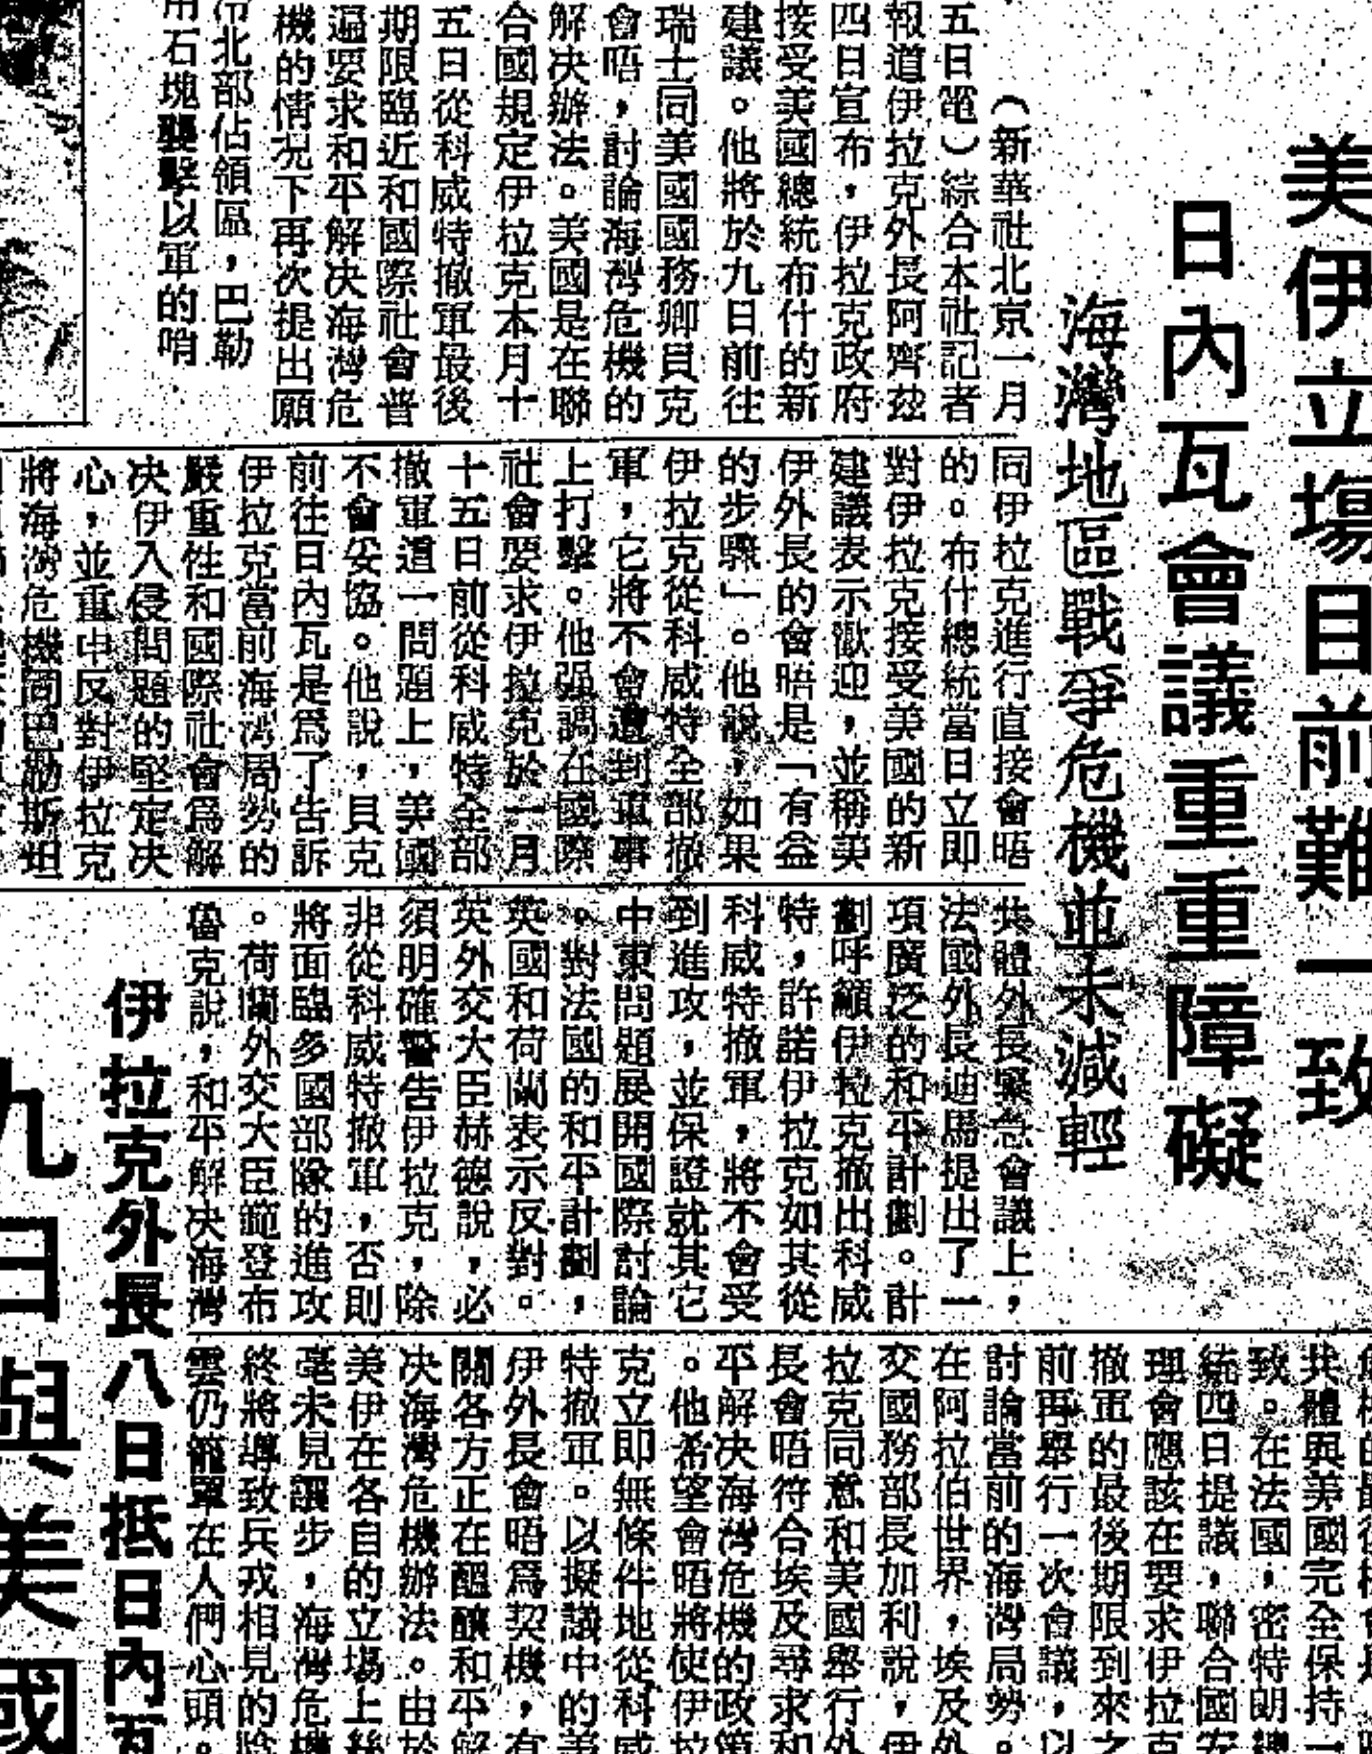 美伊立場目前難一致
日內瓦會議重重障礙
海灣地區戰爭危機並未減輕
（新華社北京一月
五日電）綜合本社記者
報道伊拉克外長阿齊茲
四日宣布，伊拉克政府
接受美國總統布什的新
建議。他將於九日前往
瑞士同美國國務卿貝克
會晤，討論海灣危機的
解决辦法。美國是在聯
合國規定伊拉克本月十
五日從科威特撤軍最後
期限臨近和國際社會普
遍要求和平解决海灣危
機的情况下再次提出願
同伊拉克進行直接會晤
的。布什總統當日立即
對伊拉克接受美國的新
建議表示歡迎，並稱美
伊外長的會晤是「有益
的步驟」。他說，如果
伊拉克從科威特全部撤
軍，它將不會遭到軍事
上打擊。他强調在國際
社會要求伊拉克於一月
十五日前從科威特全部
撤軍這一問題上，美國
不會妥協。他說，貝克
前往日內瓦是爲了告訴
伊拉克當前海灣局勢的
嚴重性和國際社會爲解
决伊入侵問題的堅定决
心，並重申反對伊拉克
將海灣危機同巴勒斯坦
共體外長緊急會議上，
法國外長迪馬提出了一
項廣泛的和平計劃。計
劃呼籲伊拉克撤出科威
特，許諾伊拉克如其從
科威特撤軍，將不會受
到進攻，並保證就其它
中東問題展開國際討論
。對法國的和平計劃，
英國和荷蘭表示反對。
英外交大臣赫德說，必
須明確警告伊拉克，除
非從科威特撤軍，否則
將面臨多國部隊的進攻
。荷蘭外交大臣範登布
魯克說，和平解决海灣
共體與美國完全保持一
致。在法國，密特朗總
統四日提議，聯合國安
理會應該在要求伊拉克
撤軍的最後期限到來之
前再舉行一次會議，以
討論當前的海灣局勢。
在阿拉伯世界，埃及外
交國務部長加利說，伊
拉克同意和美國舉行外
長會晤符合埃及尋求和
平解决海灣危機的政策
。他希望會晤將使伊拉
克立即無條件地從科威
特撤軍。以擬議中的美
伊外長會晤爲契機，有
關各方正在醞釀和平解
决海灣危機辦法。由於
美伊在各自的立場上絲
毫未見讓步，海灣危機
終將導致兵戎相見的陰
雲仍籠罩在人們心頭。
伊拉克外長八日抵日內瓦
九日與美國
冷北部佔領區，巴勒
用石塊襲擊以軍的哨